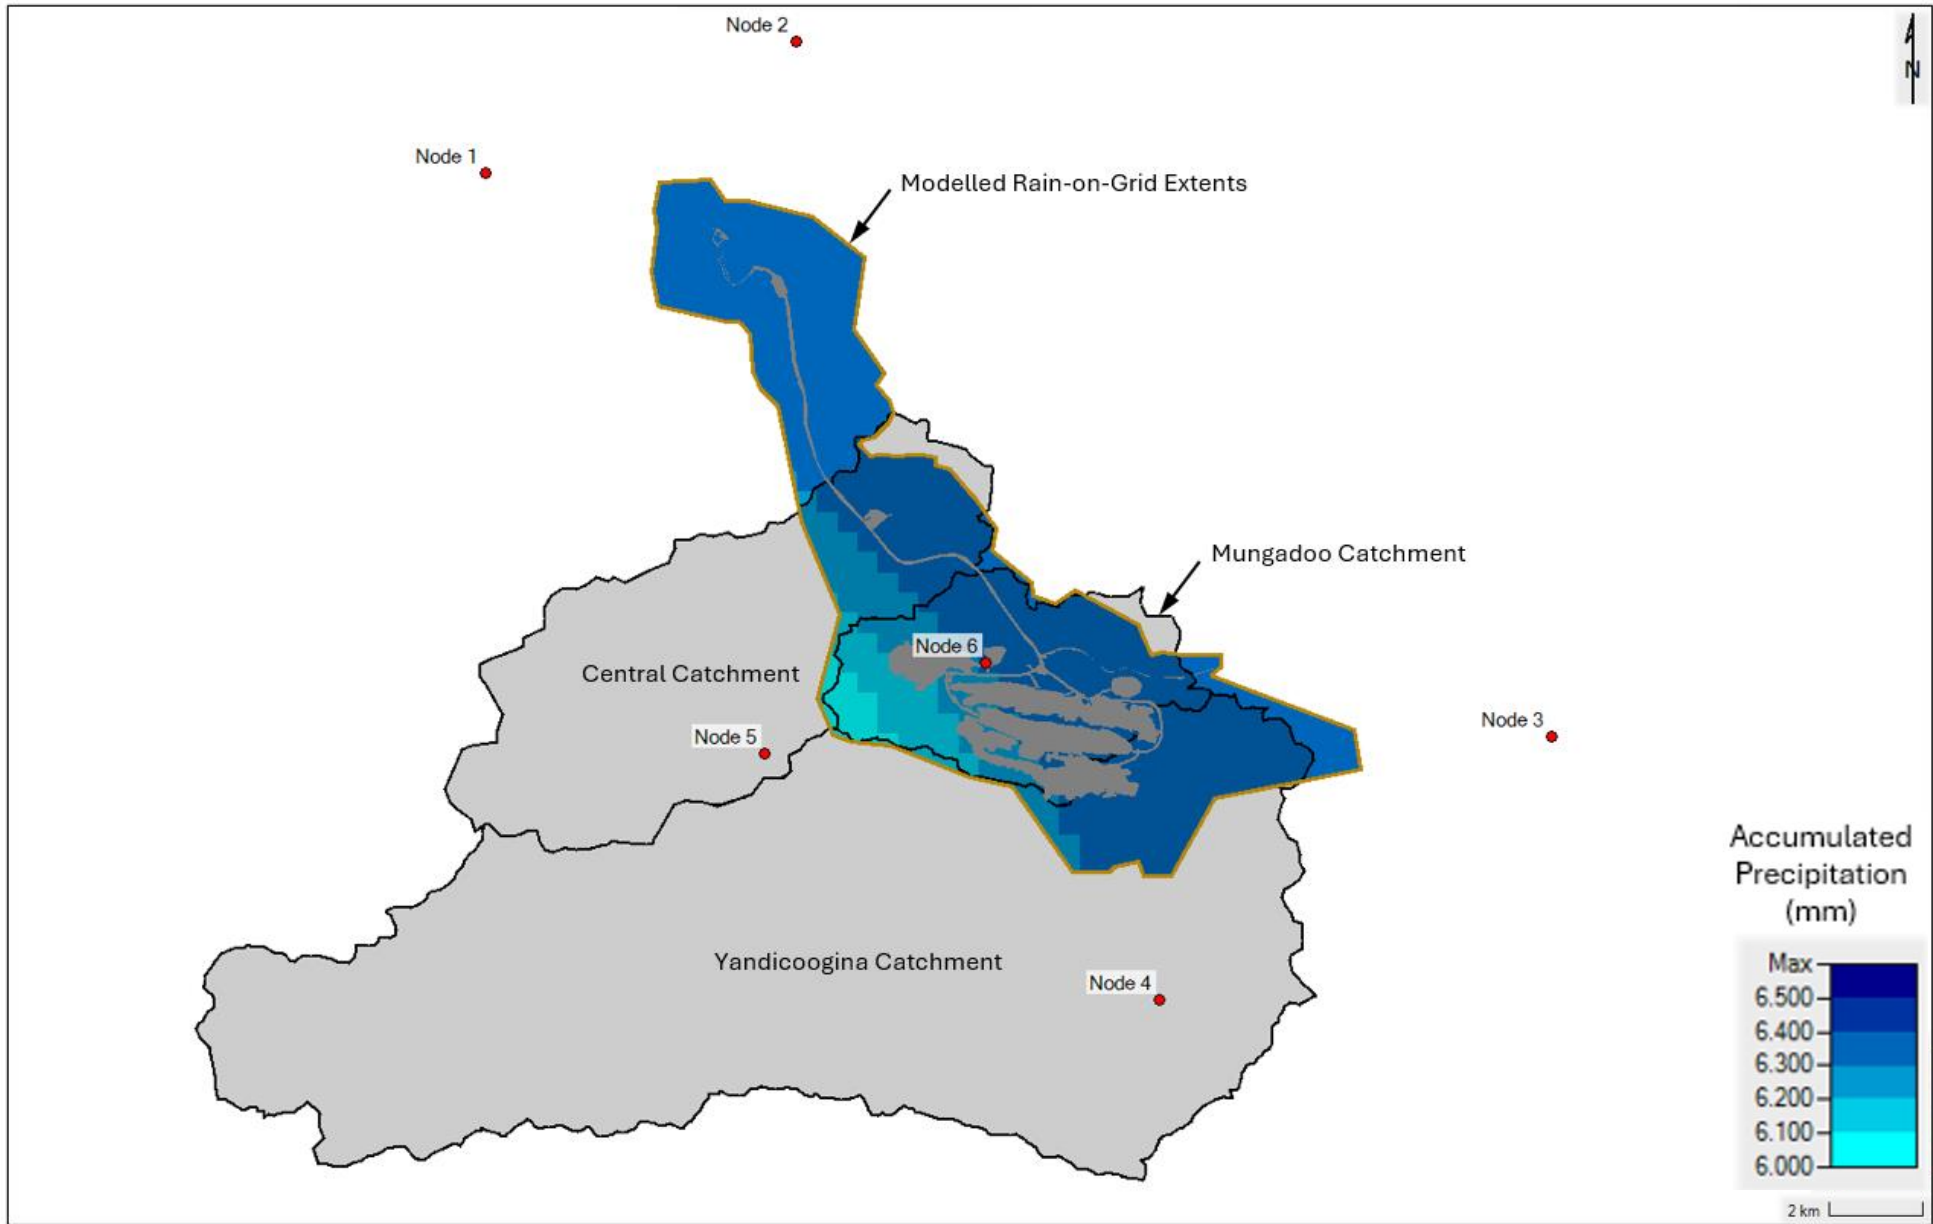 Node 2
N
Node 1
Modelled Rain-on-Grid Extents
Mungadoo Catchment
Node 6
Central Catchment
Node 3
Node 5
Yandicoogina Catchment
Node 4
Accumulated
Precipitation
(mm)
Max
6.500
6.400
6.300
6.200
6.100
6.000
2 km